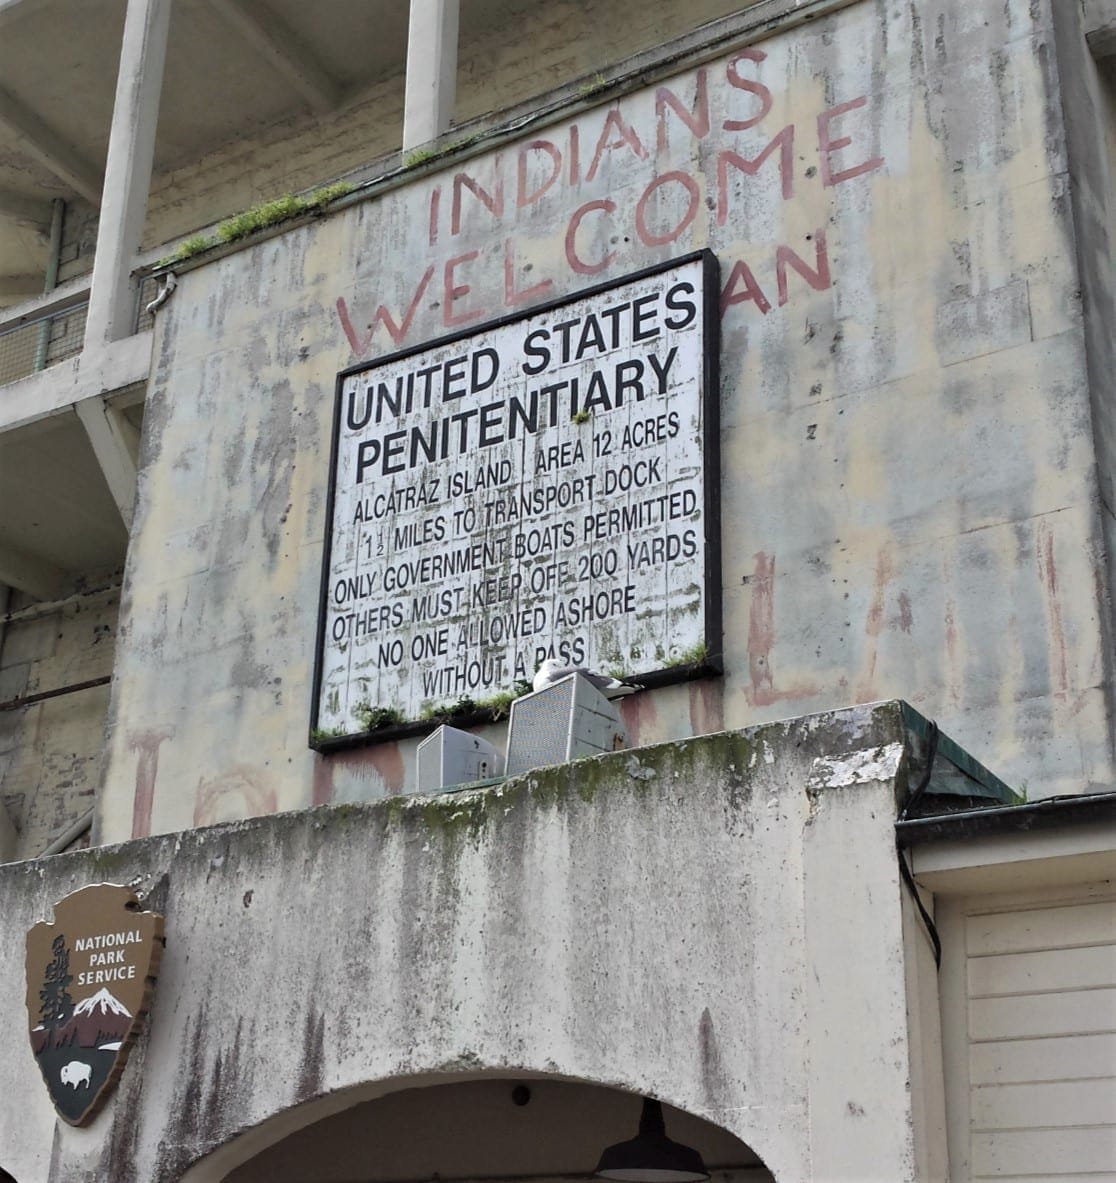 INDIANS
WELCOME
AN
UNITED STATES
PENITENTIARY
ALCATRAZ ISLAND AREA 12 ACRES
1½ MILES TO TRANSPORT DOCK
ONLY GOVERNMENT BOATS PERMITTED
OTHERS MUST KEEP OFF 200 YARDS
NO ONE ALLOWED ASHORE
WITHOUT A PASS
NATIONAL
PARK
SERVICE